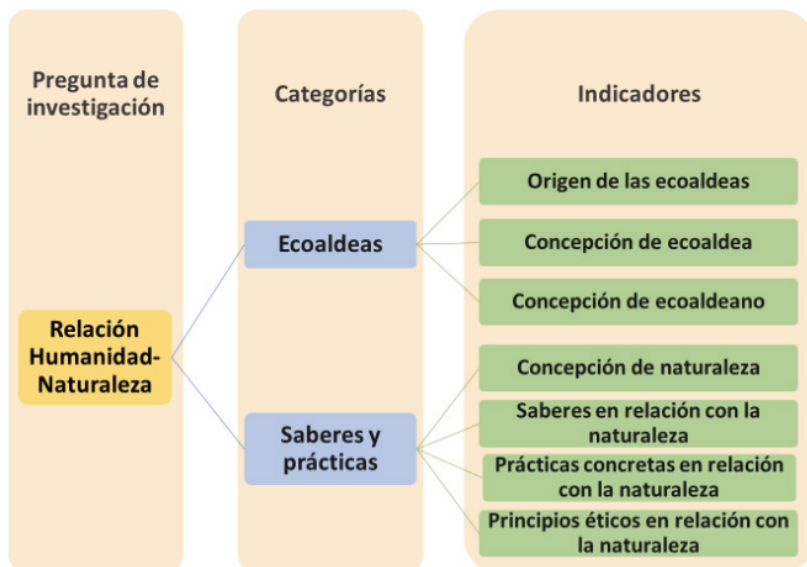 Pregunta de
investigación
Categorías
Indicadores
Relación
Humanidad-
Naturaleza
Ecoaldeas
Saberes y
prácticas
Origen de las ecoaldeas
Concepción de ecoaldea
Concepción de ecoaldeano
Concepción de naturaleza
Saberes en relación con la
naturaleza
Prácticas concretas en relación
con la naturaleza
Principios éticos en relación con
la naturaleza